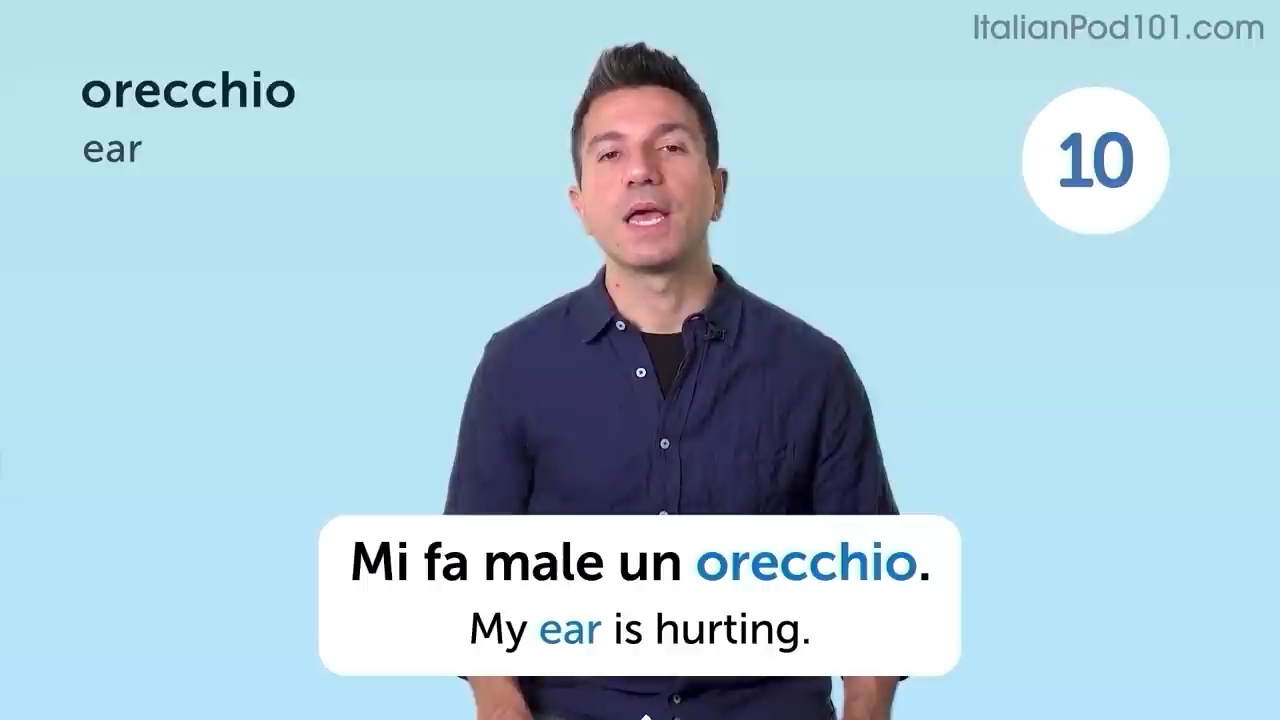 ItalianPod101.com
orecchio
ear
10
Mi fa male un orecchio.
My ear is hurting.